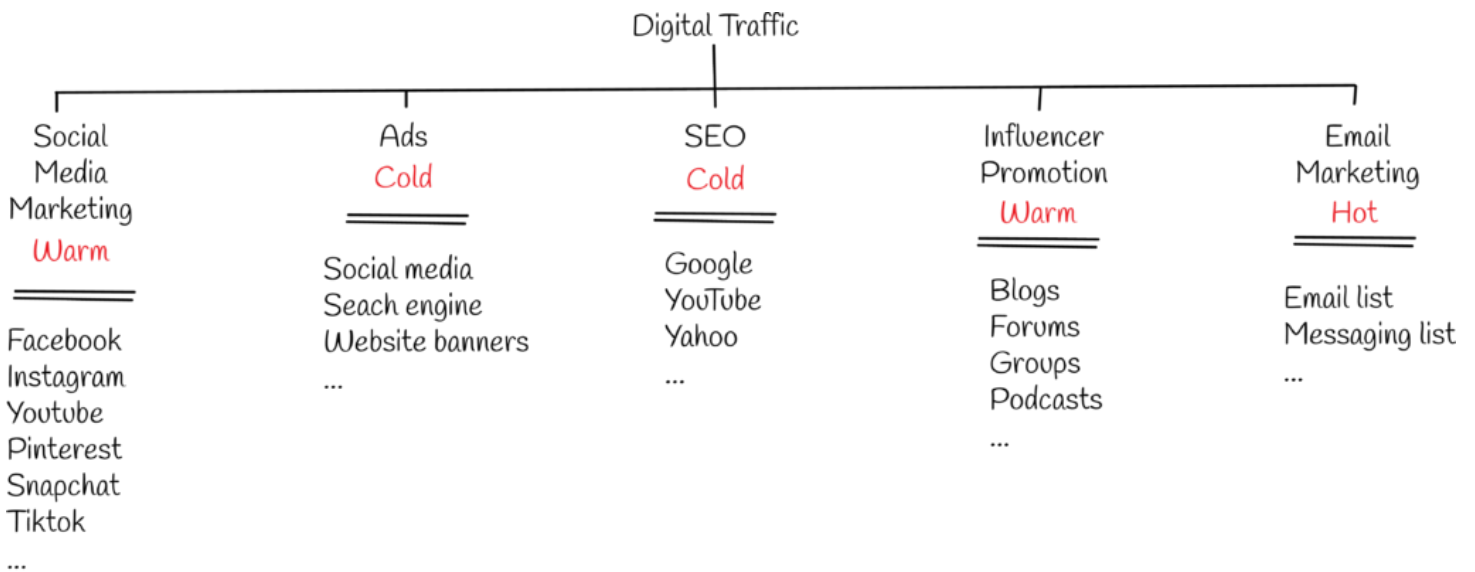 Digital Traffic
Social
Media
Marketing
Warm
Facebook
Instagram
Youtube
Pinterest
Snapchat
Tiktok
...
Ads
Cold
Social media
Seach engine
Website banners
...
SEO
Cold
Google
YouTube
Yahoo
...
Influencer
Promotion
Warm
Blogs
Forums
Groups
Podcasts
...
Email
Marketing
Hot
Email list
Messaging list
...